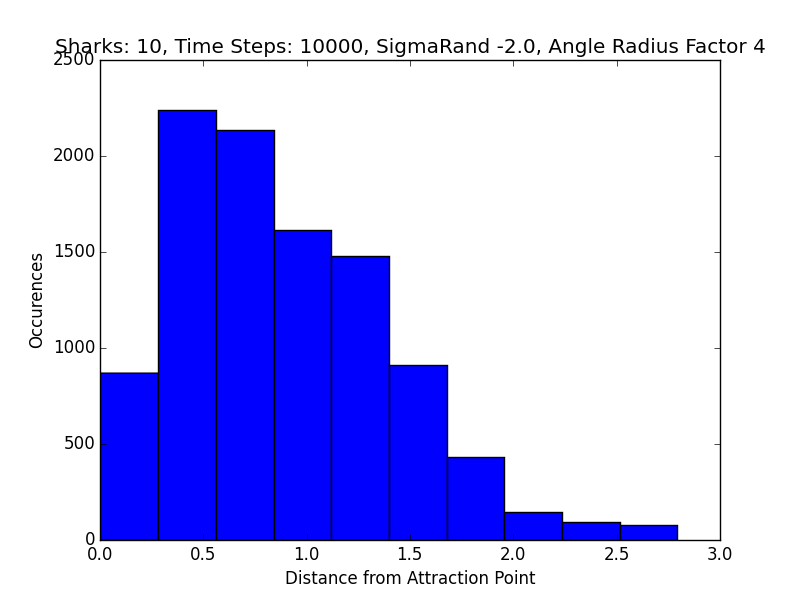 Sharks: 10, Time Steps: 10000, SigmaRand -2.0, Angle Radius Factor 4
2500
2000
1500
1000
500
0
Occurences
0.0 0.5 1.0 1.5 2.0 2.5 3.0
Distance from Attraction Point